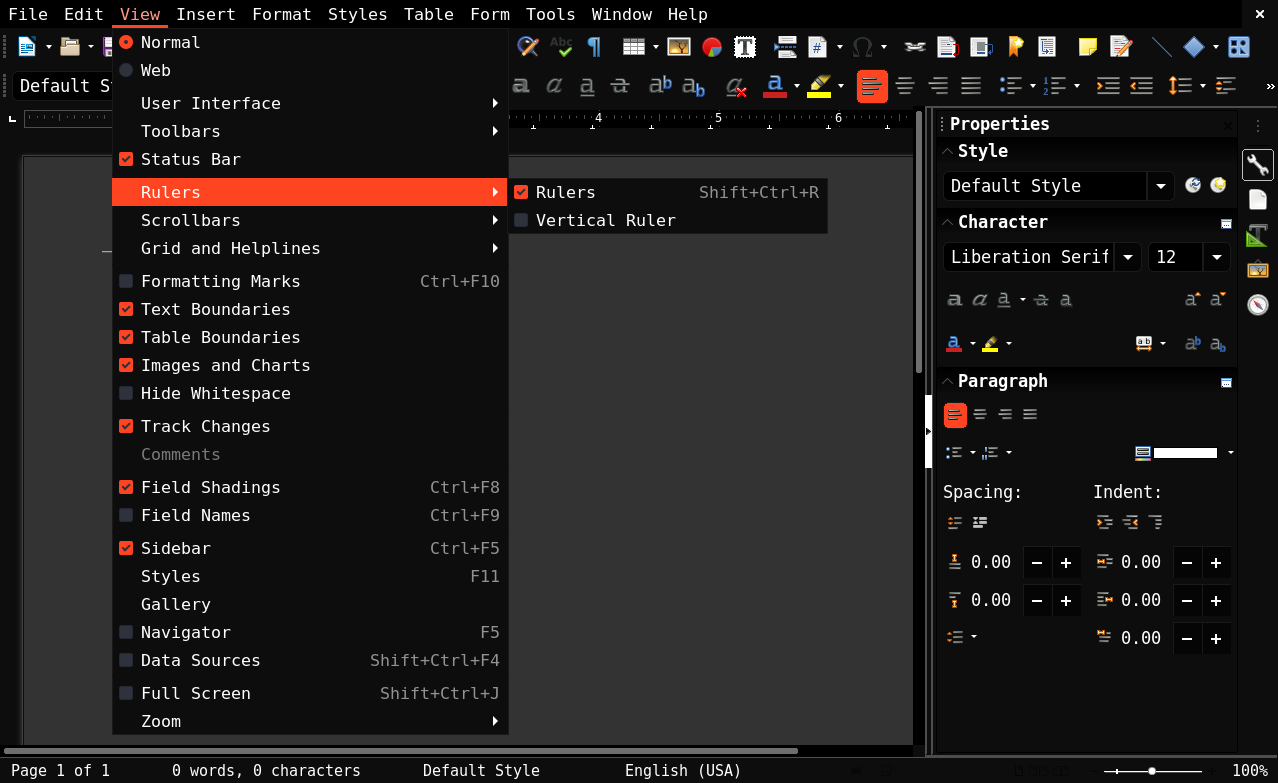 File Edit View Insert Format Styles Table Form Tools Window Help
Normal
Web
User Interface
Toolbars
Status Bar
Rulers
Scrollbars
Grid and Helplines
Formatting Marks Ctrl+F10
Text Boundaries
Table Boundaries
Images and Charts
Hide Whitespace
Track Changes
Comments
Field Shadings Ctrl+F8
Field Names Ctrl+F9
Sidebar Ctrl+F5
Styles F11
Gallery
Navigator F5
Data Sources Shift+Ctrl+F4
Full Screen Shift+Ctrl+J
Zoom
Rulers Shift+Ctrl+R
Vertical Ruler
Default
4 5 6
Properties
Style
Default Style
Character
Liberation Serif 12
Paragraph
Spacing: Indent:
0.00 0.00
0.00 0.00
0.00
Page 1 of 1 0 words, 0 characters Default Style English (USA) 100%